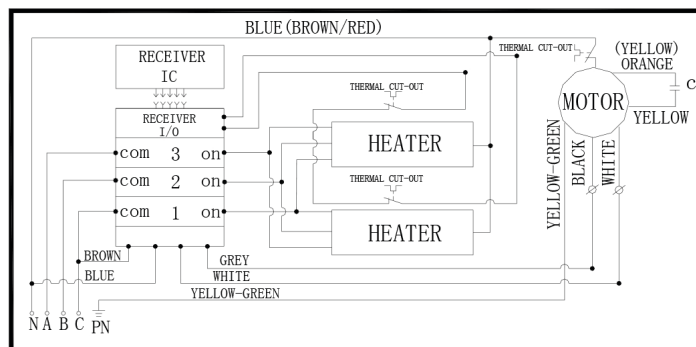 BLUE(BROWN/RED)
RECEIVER
IC
THERMAL CUT-OUT
(YELLOW)
ORANGE
THERMAL CUT-OUT
C
RECEIVER
I/O
MOTOR
YELLOW
com 3 on
HEATER
com 2 on
THERMAL CUT-OUT
com 1 on
HEATER
YELLOW-GREEN
BLACK
WHITE
BROWN
GREY
BLUE
WHITE
YELLOW-GREEN
N A B C PN